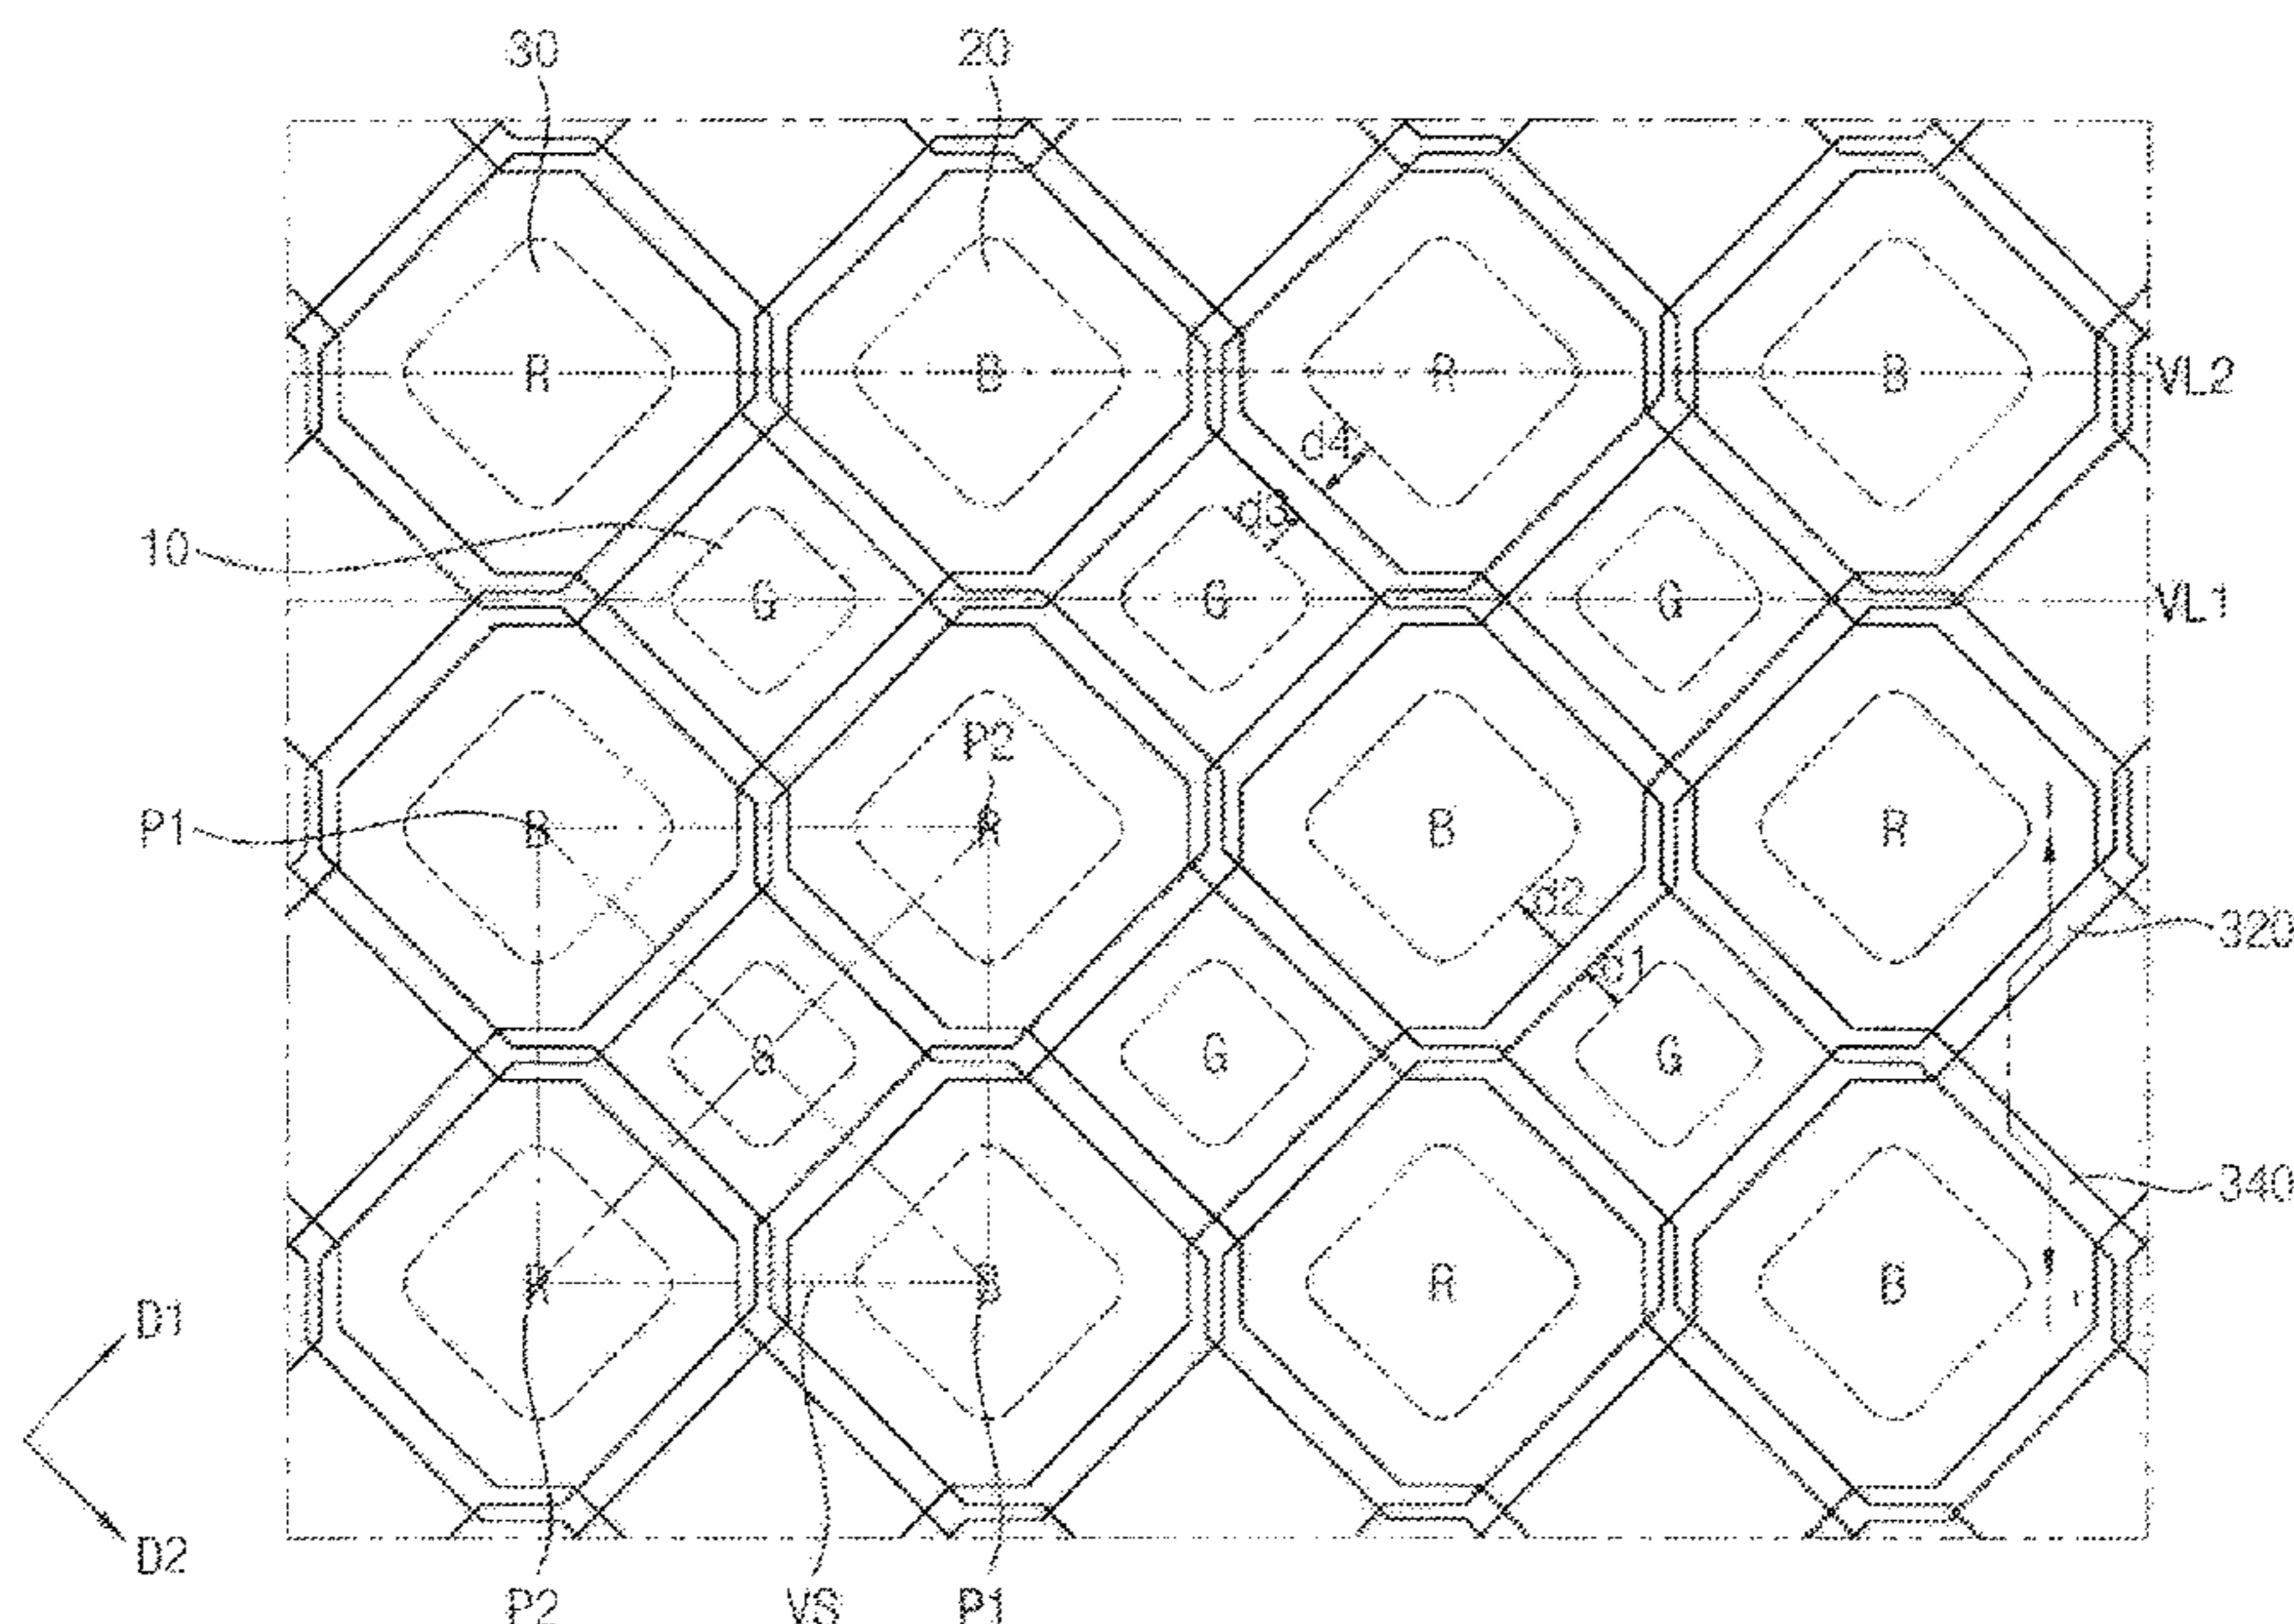 30 20
R B R B VL2
d4
d3
10 G G G VL1
P2
P1 B R B R
d2
320
d1
G G G
340
R B R B
I
I'
D1
D2
P2 VS P1